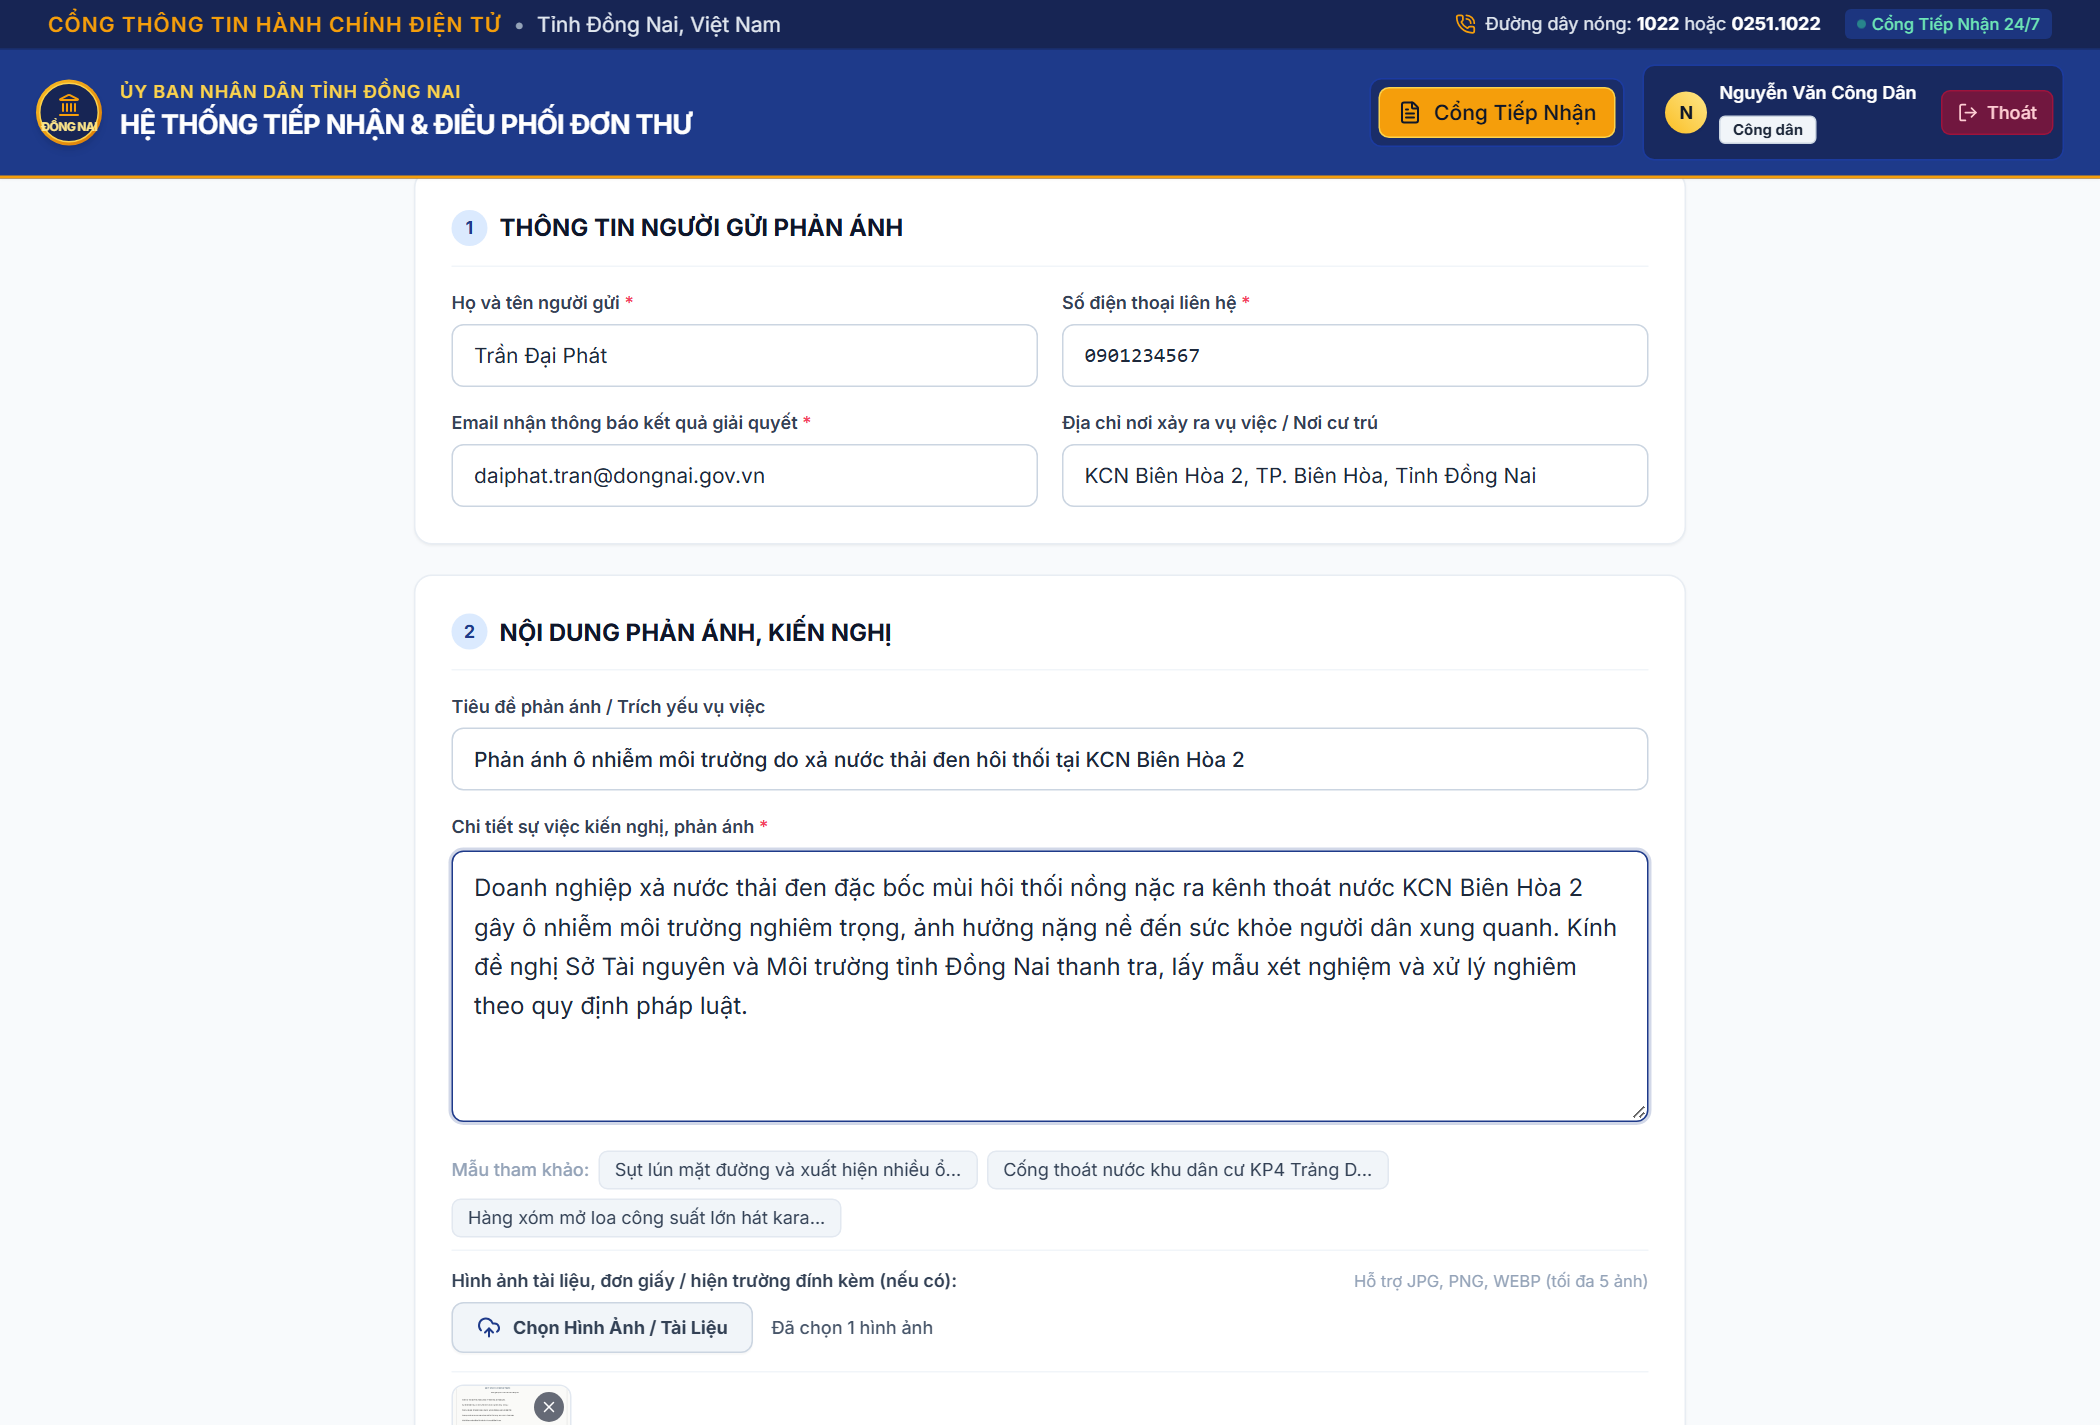 CỔNG THÔNG TIN HÀNH CHÍNH ĐIỆN TỬ • Tỉnh Đồng Nai, Việt Nam
Đường dây nóng: 1022 hoặc 0251.1022
Cổng Tiếp Nhận 24/7
ĐỒNG NAI
ỦY BAN NHÂN DÂN TỈNH ĐỒNG NAI
HỆ THỐNG TIẾP NHẬN & ĐIỀU PHỐI ĐƠN THƯ
Cổng Tiếp Nhận
N
Nguyễn Văn Công Dân
Công dân
Thoát
1 THÔNG TIN NGƯỜI GỬI PHẢN ÁNH
Họ và tên người gửi *
Số điện thoại liên hệ *
Trần Đại Phát
0901234567
Email nhận thông báo kết quả giải quyết *
Địa chỉ nơi xảy ra vụ việc / Nơi cư trú
daiphat.tran@dongnai.gov.vn
KCN Biên Hòa 2, TP. Biên Hòa, Tỉnh Đồng Nai
2 NỘI DUNG PHẢN ÁNH, KIẾN NGHỊ
Tiêu đề phản ánh / Trích yếu vụ việc
Phản ánh ô nhiễm môi trường do xả nước thải đen hôi thối tại KCN Biên Hòa 2
Chi tiết sự việc kiến nghị, phản ánh *
Doanh nghiệp xả nước thải đen đặc bốc mùi hôi thối nồng nặc ra kênh thoát nước KCN Biên Hòa 2
gây ô nhiễm môi trường nghiêm trọng, ảnh hưởng nặng nề đến sức khỏe người dân xung quanh. Kính
đề nghị Sở Tài nguyên và Môi trường tỉnh Đồng Nai thanh tra, lấy mẫu xét nghiệm và xử lý nghiêm
theo quy định pháp luật.
Mẫu tham khảo:
Sụt lún mặt đường và xuất hiện nhiều ổ...
Cống thoát nước khu dân cư KP4 Trảng D...
Hàng xóm mở loa công suất lớn hát kara...
Hình ảnh tài liệu, đơn giấy / hiện trường đính kèm (nếu có):
Hỗ trợ JPG, PNG, WEBP (tối đa 5 ảnh)
Chọn Hình Ảnh / Tài Liệu
Đã chọn 1 hình ảnh